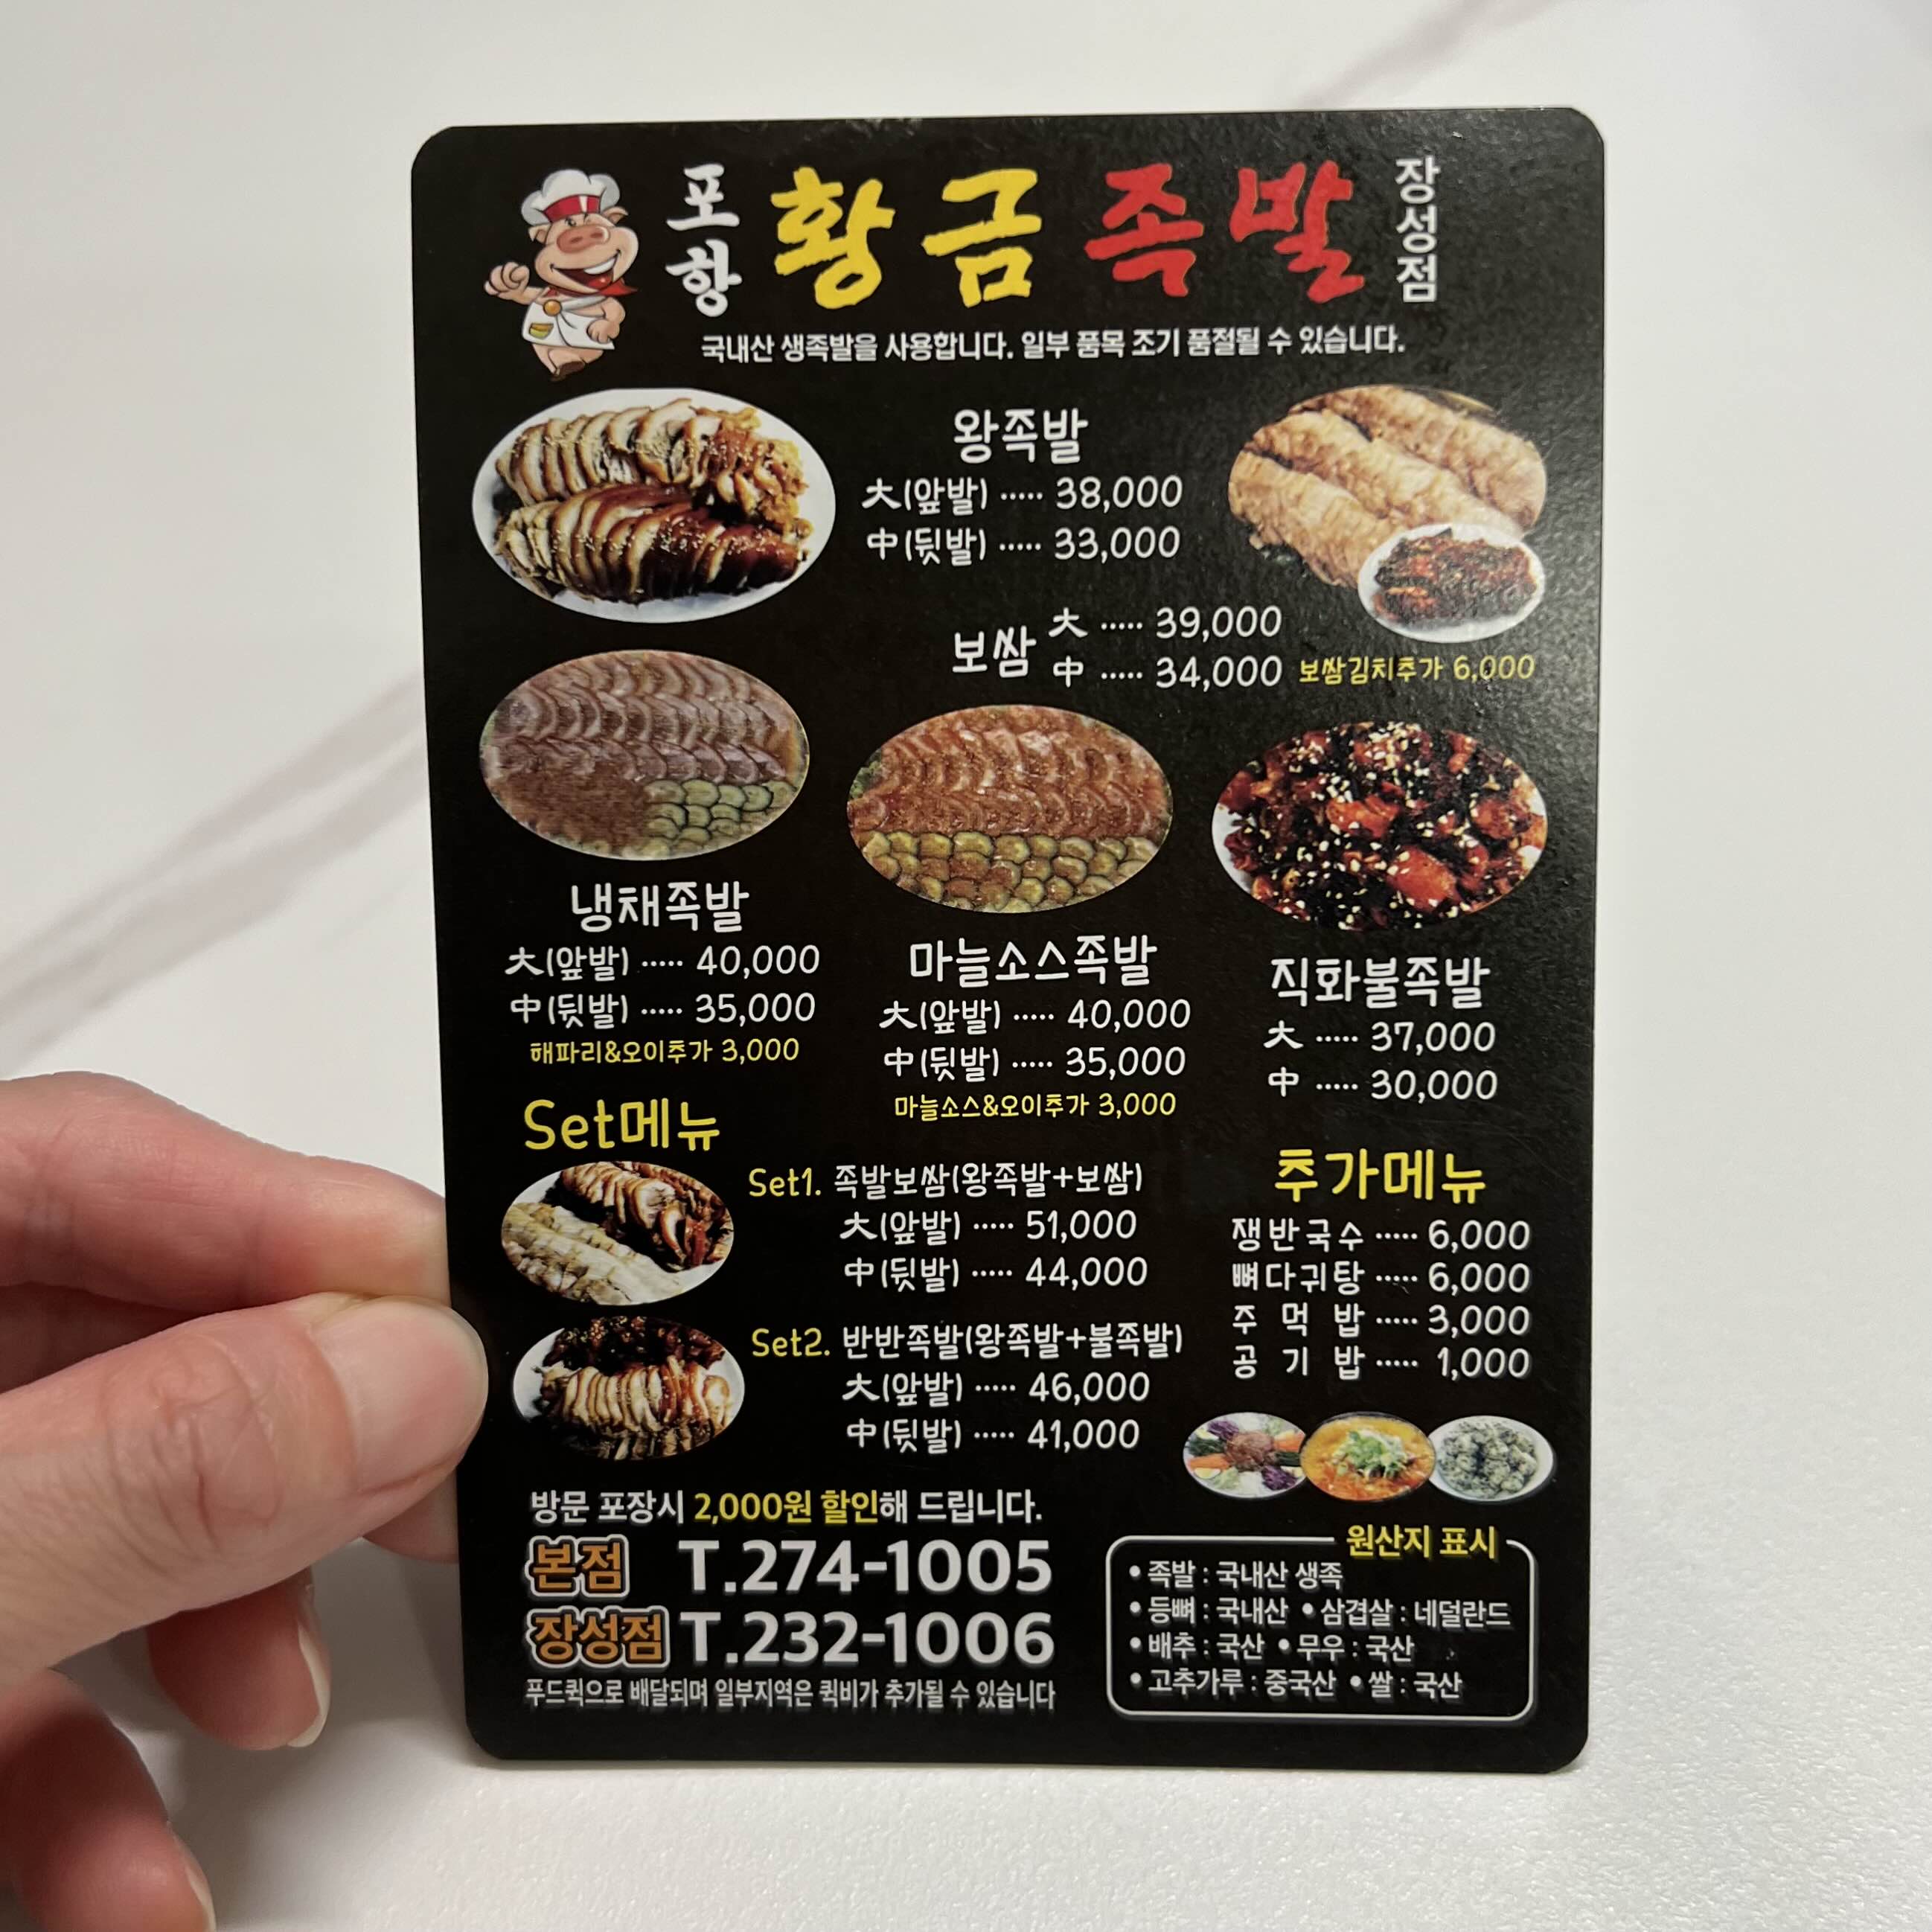 포항 황금족발 장성점
국내산 생족발을 사용합니다. 일부 품목 조기 품절될 수 있습니다.
왕족발
大(앞발) ····· 38,000
中(뒷발) ····· 33,000
보쌈
大 ····· 39,000
中 ····· 34,000
보쌈김치추가 6,000
냉채족발
大(앞발) ····· 40,000
中(뒷발) ····· 35,000
해파리&오이추가 3,000
마늘소스족발
大(앞발) ····· 40,000
中(뒷발) ····· 35,000
마늘소스&오이추가 3,000
직화불족발
大 ····· 37,000
中 ····· 30,000
Set메뉴
Set1. 족발보쌈(왕족발+보쌈)
大(앞발) ····· 51,000
中(뒷발) ····· 44,000
Set2. 반반족발(왕족발+불족발)
大(앞발) ····· 46,000
中(뒷발) ····· 41,000
추가메뉴
쟁반국수 ····· 6,000
뼈다귀탕 ····· 6,000
주 먹 밥 ····· 3,000
공 기 밥 ····· 1,000
방문 포장시 2,000원 할인해 드립니다.
본점 T.274-1005
장성점 T.232-1006
푸드퀵으로 배달되며 일부지역은 퀵비가 추가될 수 있습니다
원산지 표시
• 족발 : 국내산 생족
• 등뼈 : 국내산 • 삼겹살 : 네덜란드
• 배추 : 국산 • 무우 : 국산
• 고추가루 : 중국산 • 쌀 : 국산